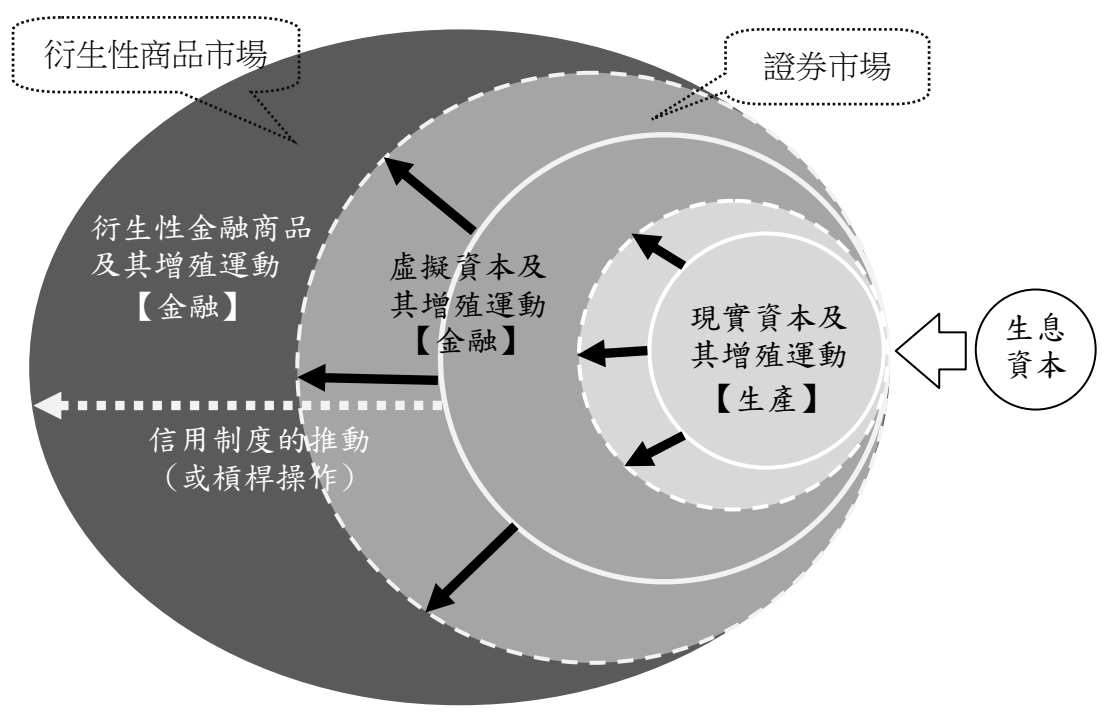 衍生性商品市場
證券市場
衍生性金融商品
及其增殖運動
【金融】
虛擬資本及
其增殖運動
【金融】
現實資本及
其增殖運動
【生產】
生息
資本
信用制度的推動
（或槓桿操作）